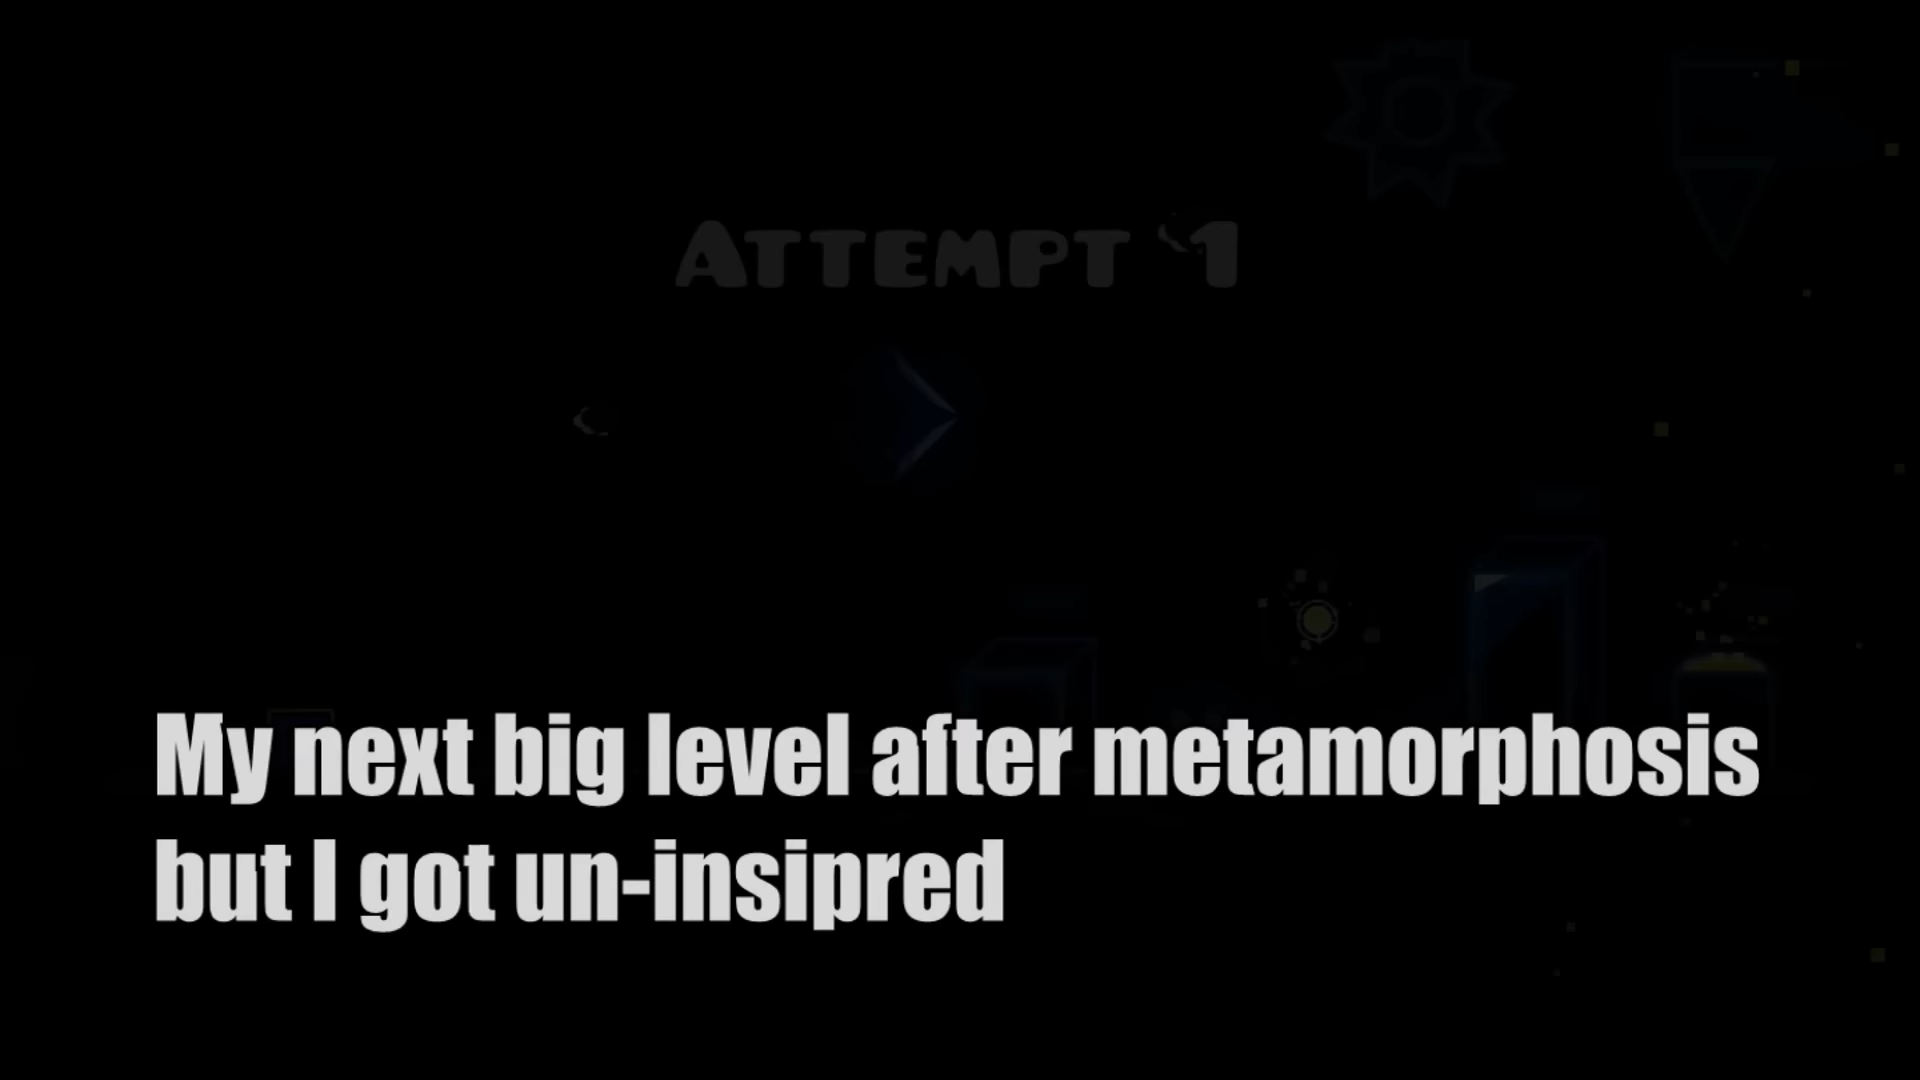 ATTEMPT 1
My next big level after metamorphosis
but I got un-insipred